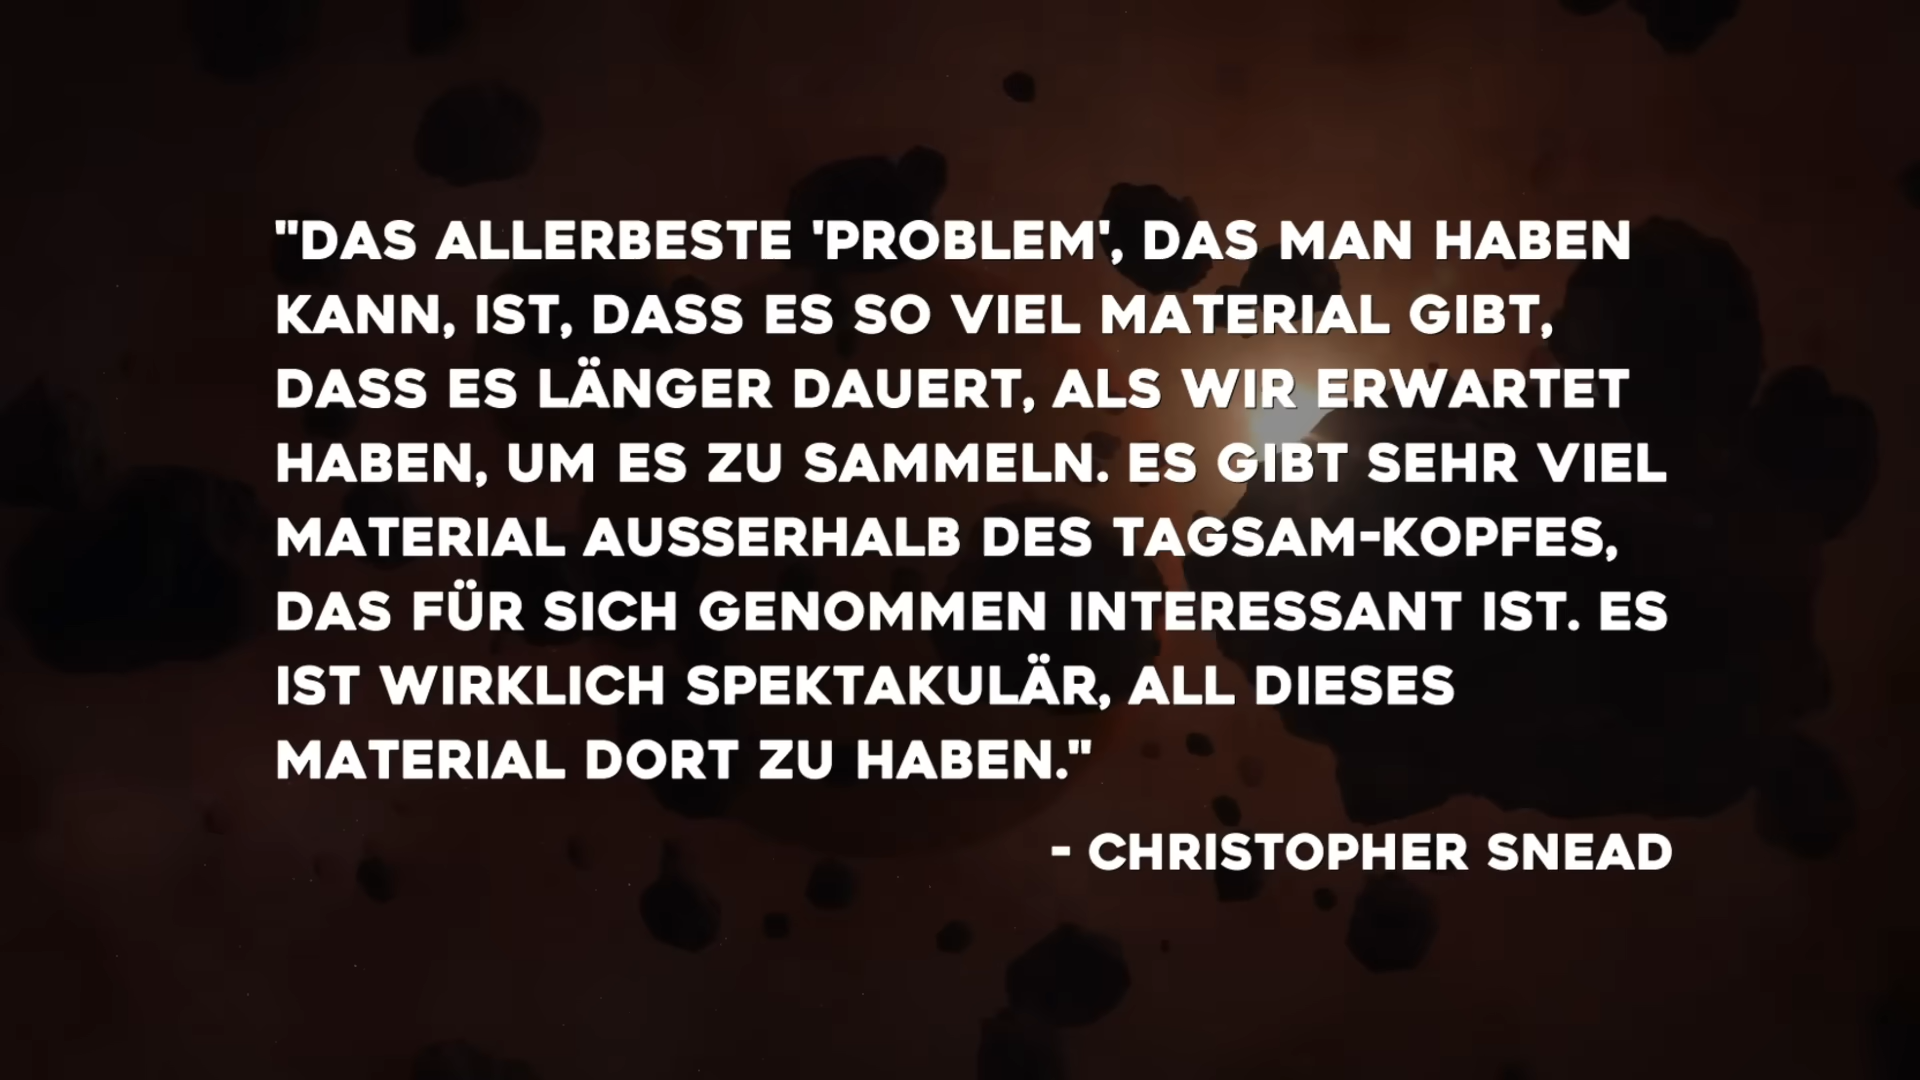 "DAS ALLERBESTE 'PROBLEM', DAS MAN HABEN
KANN, IST, DASS ES SO VIEL MATERIAL GIBT,
DASS ES LÄNGER DAUERT, ALS WIR ERWARTET
HABEN, UM ES ZU SAMMELN. ES GIBT SEHR VIEL
MATERIAL AUSSERHALB DES TAGSAM-KOPFES,
DAS FÜR SICH GENOMMEN INTERESSANT IST. ES
IST WIRKLICH SPEKTAKULÄR, ALL DIESES
MATERIAL DORT ZU HABEN."
- CHRISTOPHER SNEAD